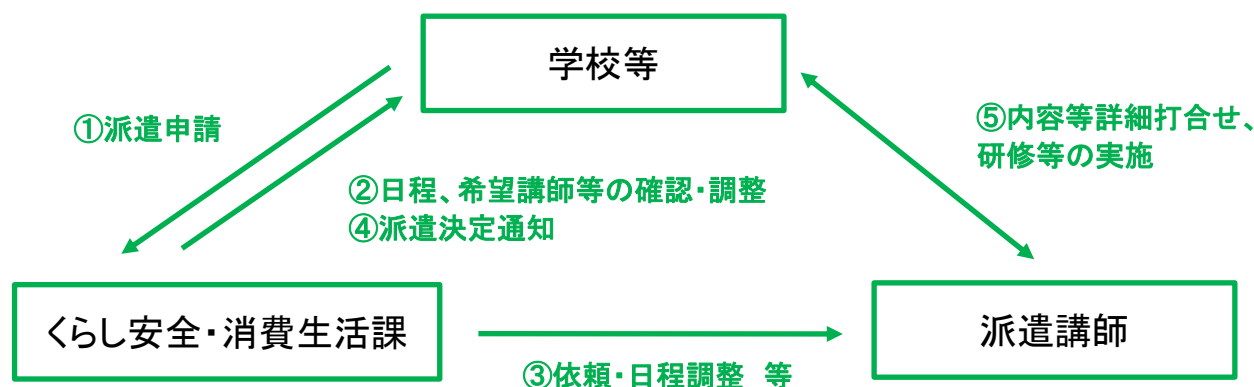 学校等
①派遣申請
⑤内容等詳細打合せ、
研修等の実施
②日程、希望講師等の確認・調整
④派遣決定通知
くらし安全・消費生活課
派遣講師
③依頼・日程調整　等